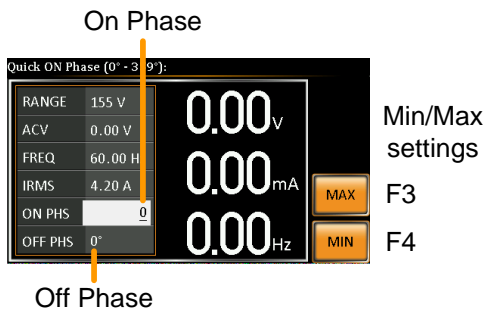 On Phase
Quick ON Phase (0° - 3 9°):
RANGE 155 V
ACV 0.00 V
FREQ 60.00 H
IRMS 4.20 A
ON PHS 0
OFF PHS 0°
0.00V
0.00mA
0.00Hz
Min/Max
settings
MAX F3
MIN F4
Off Phase